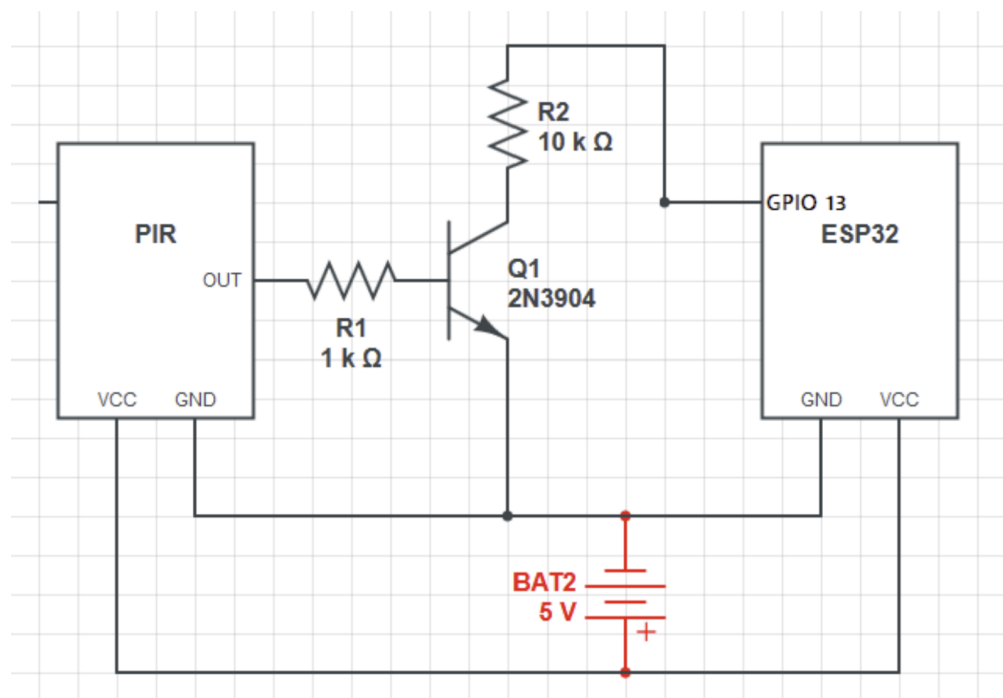 R2
10 k Ω
GPIO 13
PIR
ESP32
OUT
Q1
2N3904
R1
1 k Ω
VCC GND
GND VCC
BAT2
5 V
+